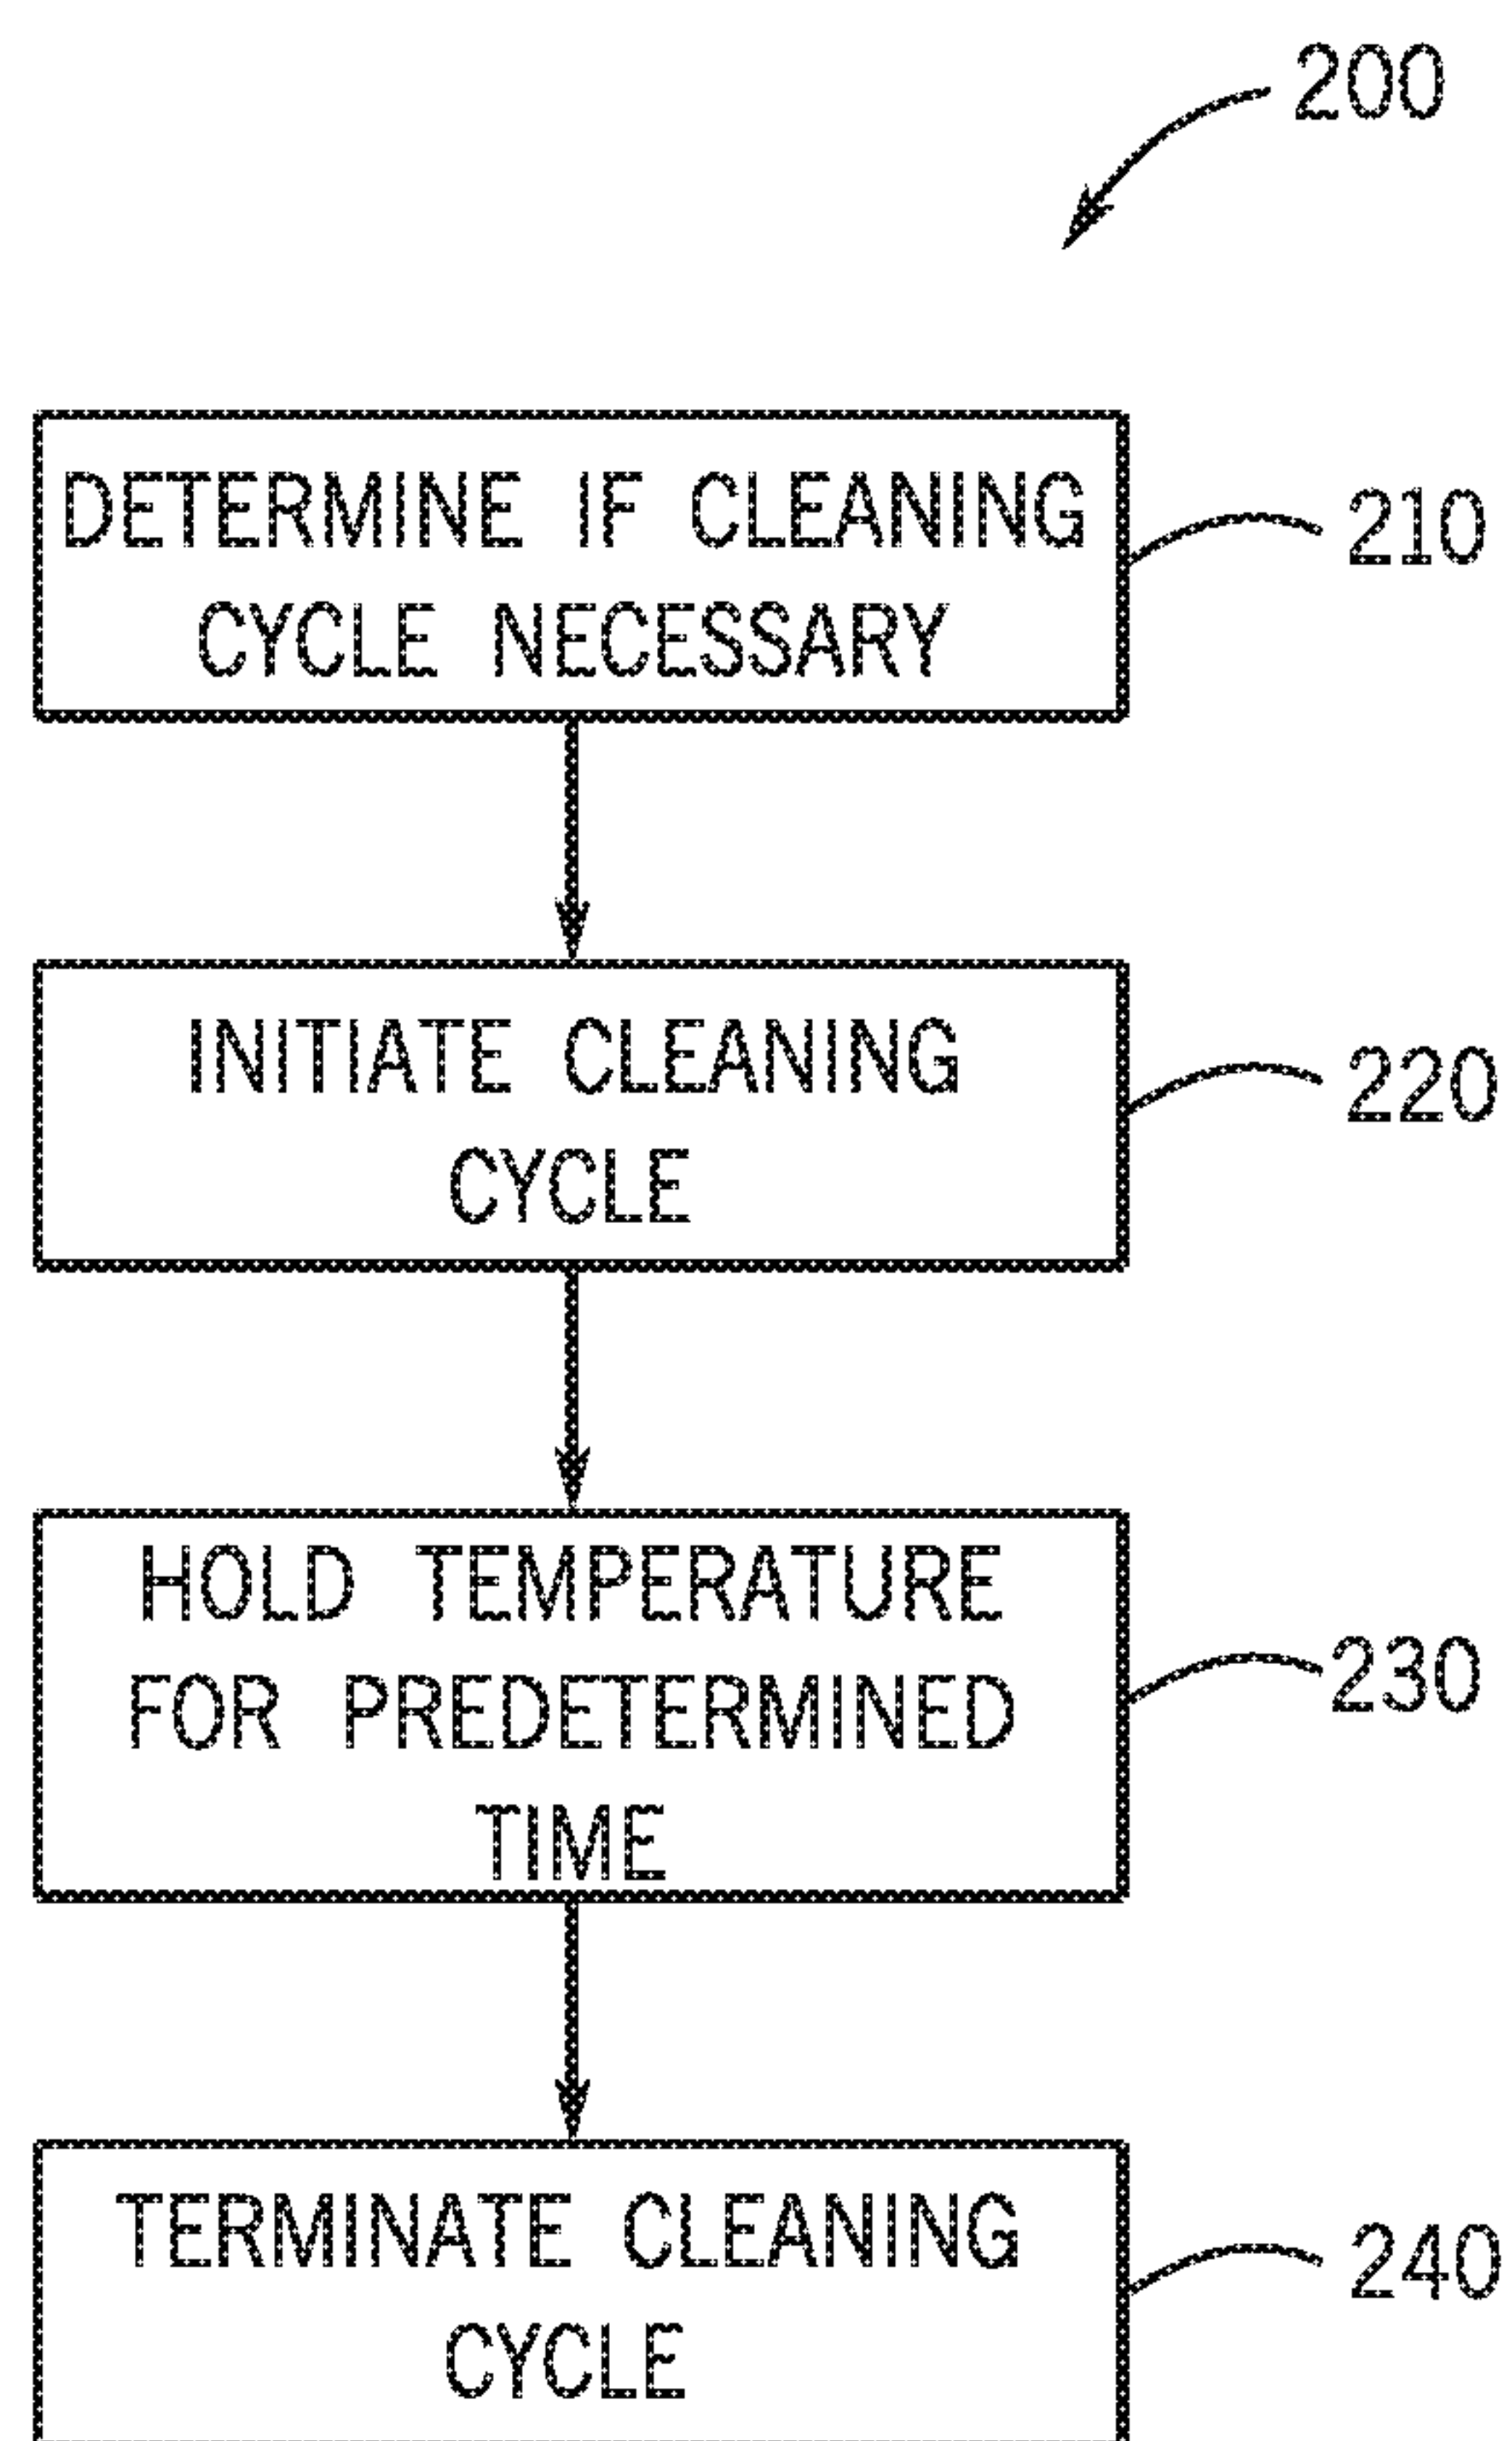 200
DETERMINE IF CLEANING
CYCLE NECESSARY
210
INITIATE CLEANING
CYCLE
220
HOLD TEMPERATURE
FOR PREDETERMINED
TIME
230
TERMINATE CLEANING
CYCLE
240